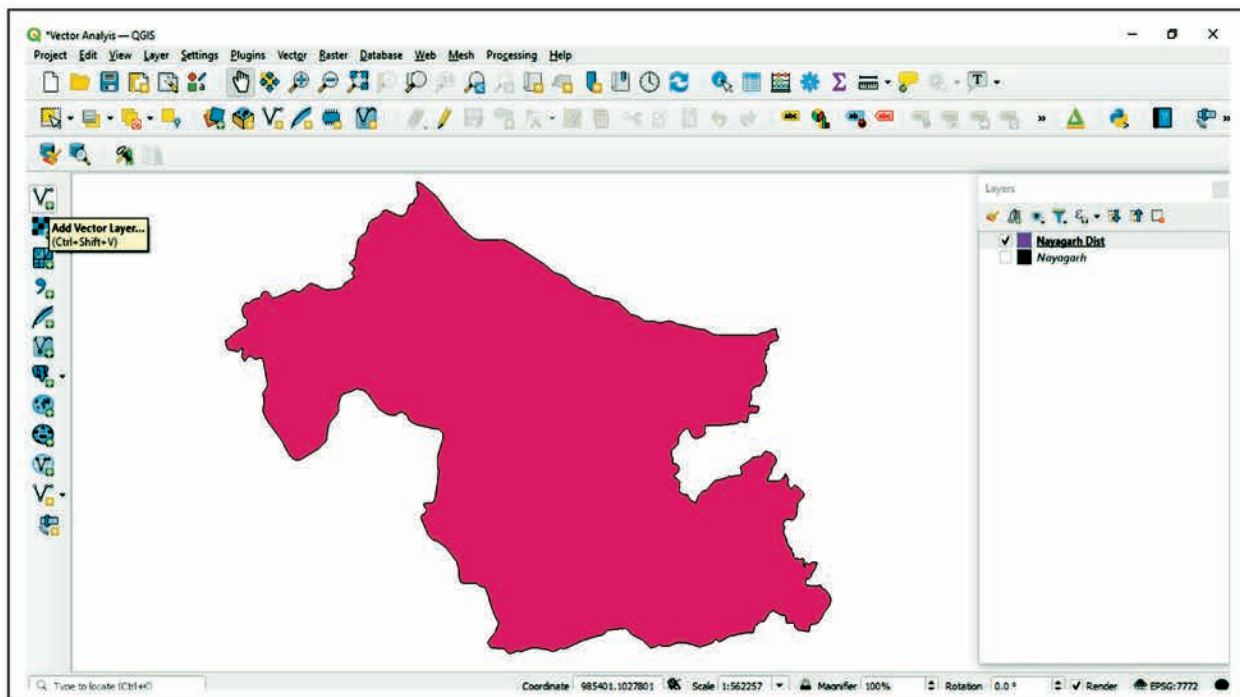 *Vector Analyis — QGIS
Project Edit View Layer Settings Plugins Vector Raster Database Web Mesh Processing Help
Add Vector Layer...
(Ctrl+Shift+V)
Layers
Nayagarh Dist
Nayagarh
Type to locate (Ctrl+K) Coordinate 985401.1027801 Scale 1:562257 Magnifier 100% Rotation 0.0 ° Render EPSG:7772